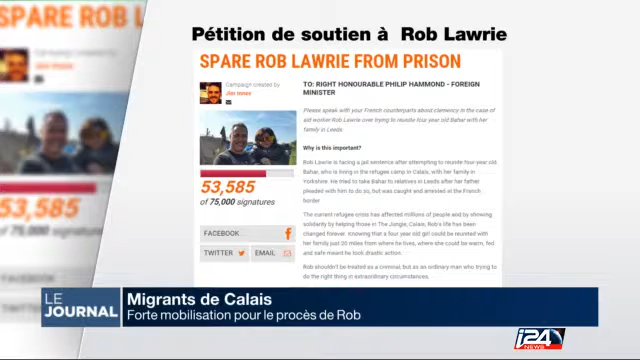 Pétition de soutien à Rob Lawrie
SPARE ROB LAWRIE FROM PRISON
Campaign created by
Jim Innes
53,585
of 75,000 signatures
FACEBOOK
TWITTER
EMAIL
TO: RIGHT HONOURABLE PHILIP HAMMOND - FOREIGN
MINISTER
Please speak with your French counterparts about clemency in the case of
aid worker Rob Lawrie over trying to reunite four year old Bahar with her
family in Leeds.
Why is this important?
Rob Lawrie is facing a jail sentence after attempting to reunite four-year-old
Bahar, who is living in the refugee camp in Calais, with her family in
Yorkshire. He tried to take Bahar to relatives in Leeds after her father
pleaded with him to do so, but was caught and arrested at the French
border.
The current refugee crisis has affected millions of people and by showing
solidarity by helping those in The Jungle, Calais, Rob's life has been
changed forever. Knowing that a four year old girl could be reunited with
her family just 20 miles from where he lives, where she could be warm, fed
and safe meant he took drastic action.
Rob shouldn't be treated as a criminal, but as an ordinary man who trying to
do the right thing in extraordinary circumstances.
FROM PRISON
53,585
of 75,000 signatures
FACEBOOK
TWITTER
EMAIL
LE
JOURNAL
Migrants de Calais
Forte mobilisation pour le procès de Rob
i24
NEWS